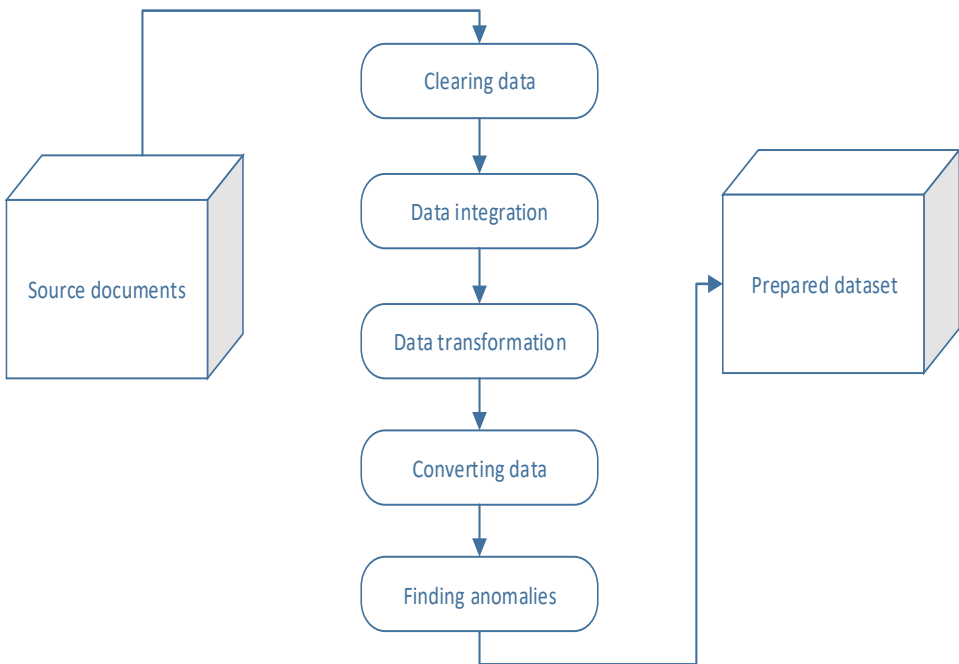 Clearing data
Data integration
Source documents
Prepared dataset
Data transformation
Converting data
Finding anomalies